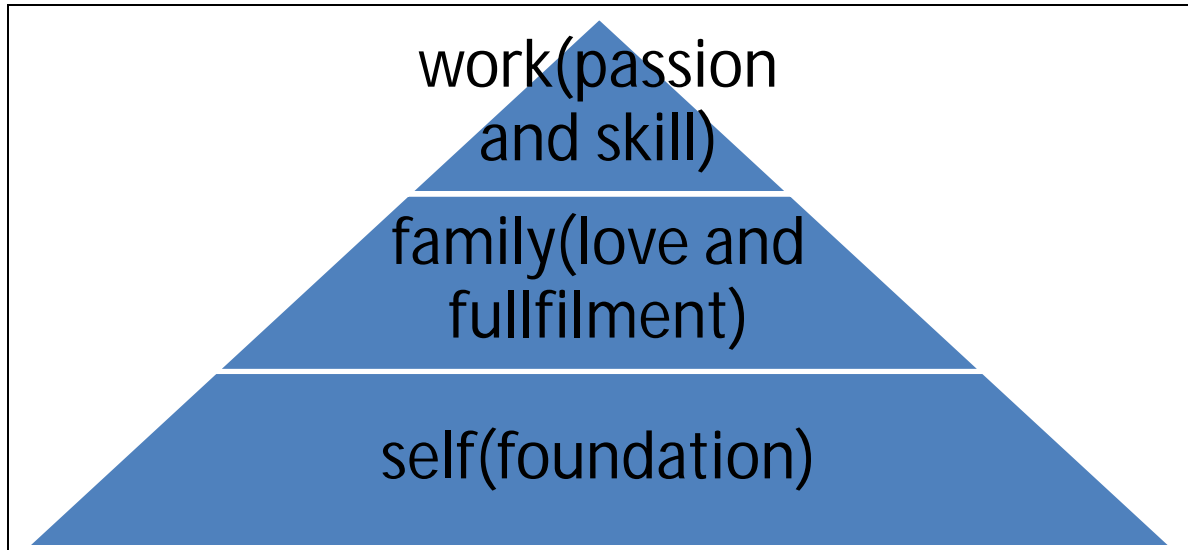 work(passion
and skill)
family(love and
fullfilment)
self(foundation)